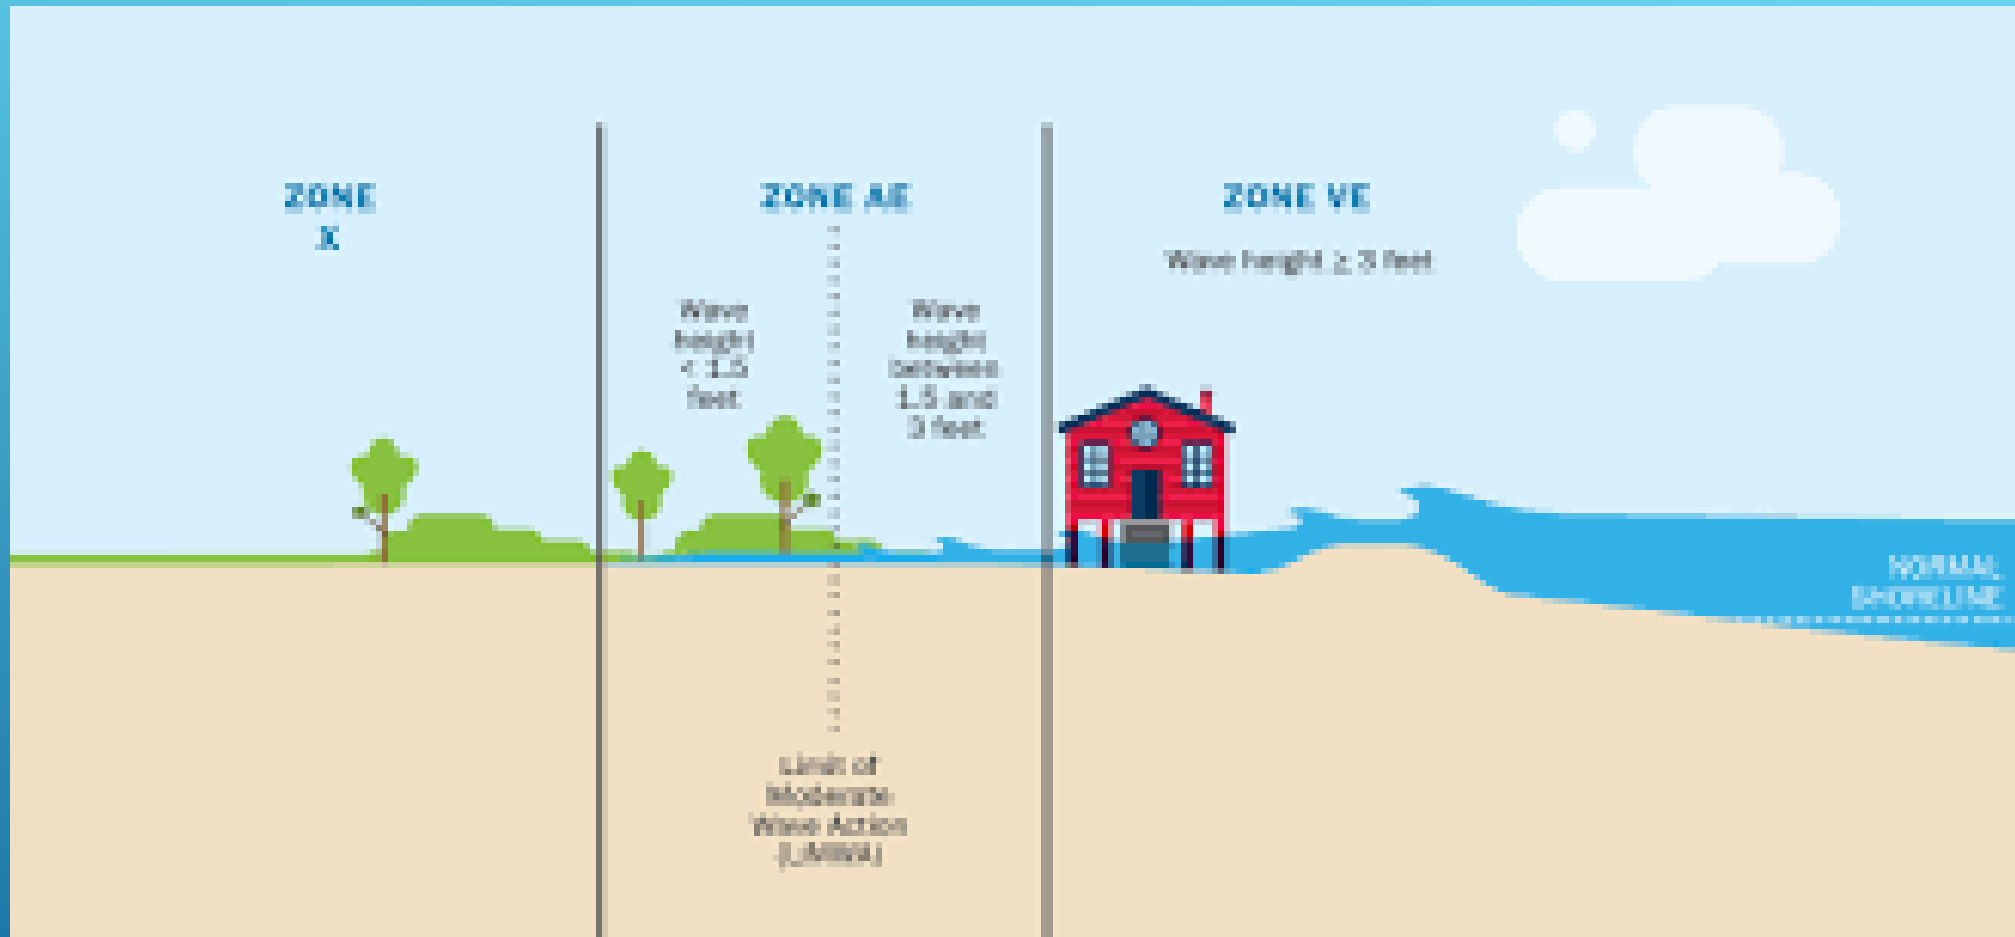 ZONE
X
ZONE AE
ZONE VE
Wave height ≥ 3 feet
Wave
height
< 1.5
feet
Wave
height
between
1.5 and
3 feet
NORMAL
SHORELINE
Limit of
Moderate
Wave Action
(LiMWA)